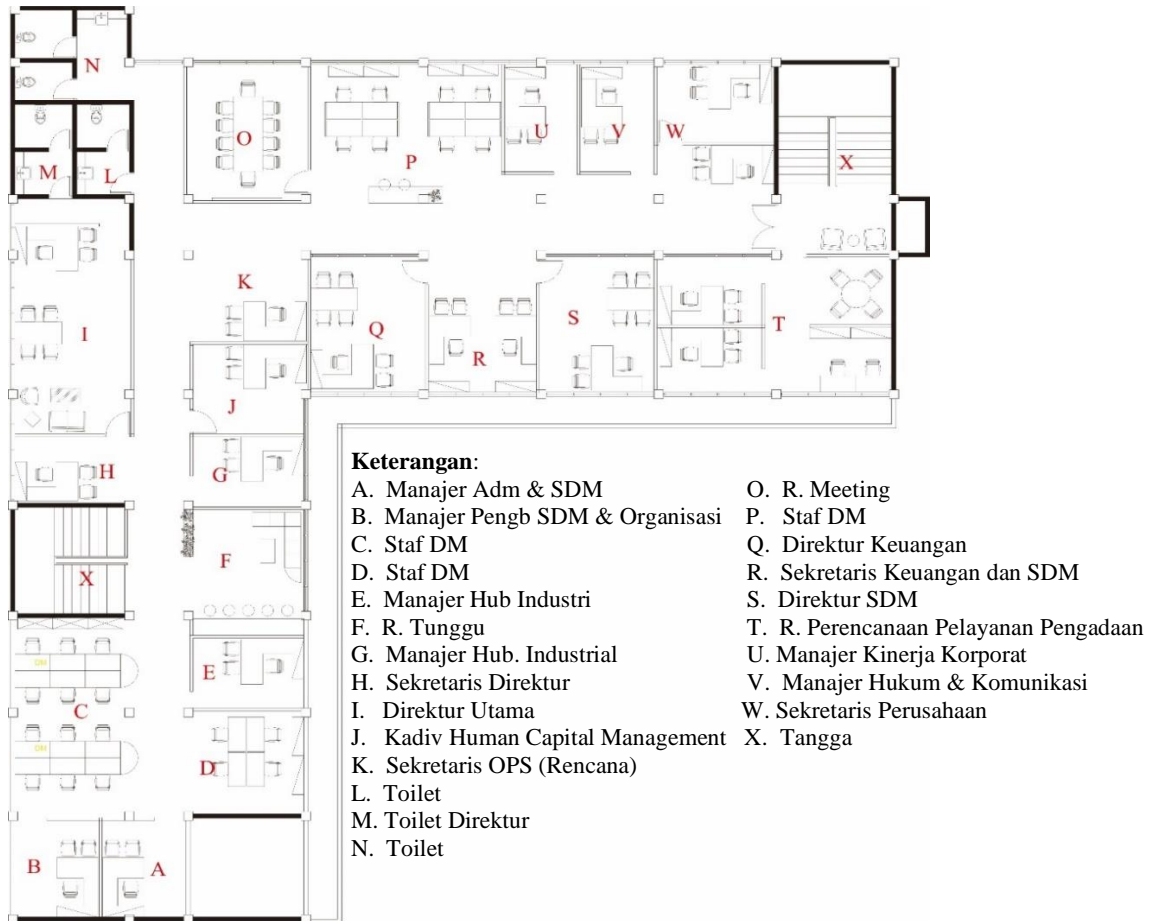 N
O
P
U
V
W
X
M
L
K
I
Q
R
S
T
J
H
G
X
F
DM
E
C
DM
D
B
A
Keterangan:
A. Manajer Adm & SDM
B. Manajer Pengb SDM & Organisasi
C. Staf DM
D. Staf DM
E. Manajer Hub Industri
F. R. Tunggu
G. Manajer Hub. Industrial
H. Sekretaris Direktur
I. Direktur Utama
J. Kadiv Human Capital Management
K. Sekretaris OPS (Rencana)
L. Toilet
M. Toilet Direktur
N. Toilet
O. R. Meeting
P. Staf DM
Q. Direktur Keuangan
R. Sekretaris Keuangan dan SDM
S. Direktur SDM
T. R. Perencanaan Pelayanan Pengadaan
U. Manajer Kinerja Korporat
V. Manajer Hukum & Komunikasi
W. Sekretaris Perusahaan
X. Tangga